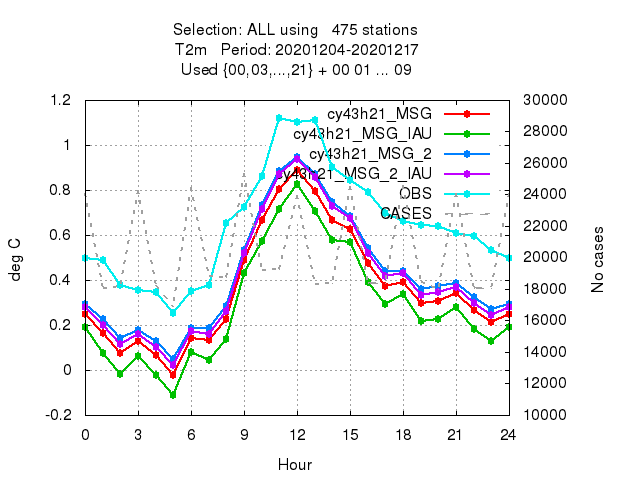 Selection: ALL using 475 stations
T2m Period: 20201204-20201217
Used {00,03,...,21} + 00 01 ... 09
1.2
1
0.8
0.6
0.4
0.2
0
-0.2
deg C
30000
28000
26000
24000
22000
20000
18000
16000
14000
12000
10000
No cases
cy43h21_MSG
cy43h21_MSG_IAU
cy43h21_MSG_2
cy43h21_MSG_2_IAU
OBS
CASES
0 3 6 9 12 15 18 21 24
Hour